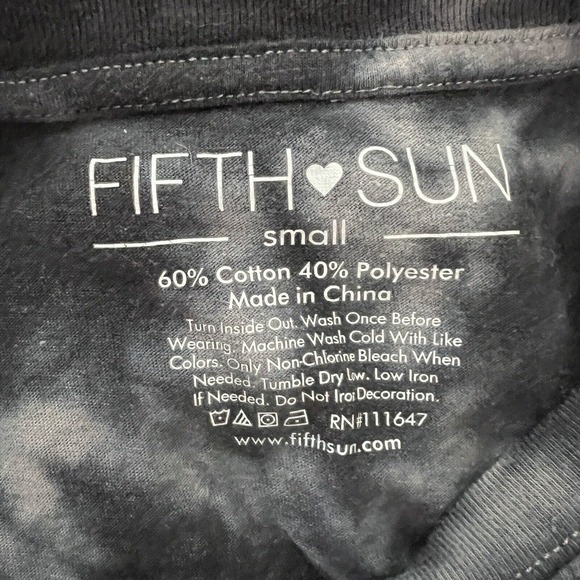 FIFTH♥SUN
small
60% Cotton 40% Polyester
Made in China
Turn Inside Out. Wash Once Before
Wearing. Machine Wash Cold With Like
Colors. Only Non-Chlorine Bleach When
Needed. Tumble Dry Low. Low Iron
If Needed. Do Not Iron Decoration.
RN#111647
www.fifthsun.com